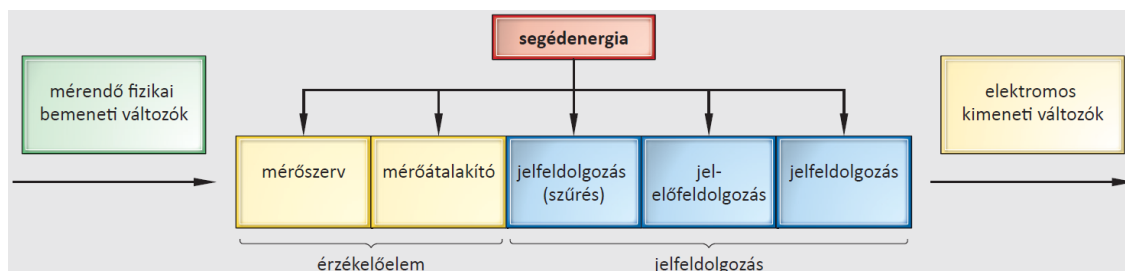 segédenergia
mérendő fizikai
bemeneti változók
elektromos
kimeneti változók
mérőszerv
mérőátalakító
jelfeldolgozás
(szűrés)
jel-
előfeldolgozás
jelfeldolgozás
érzékelőelem
jelfeldolgozás